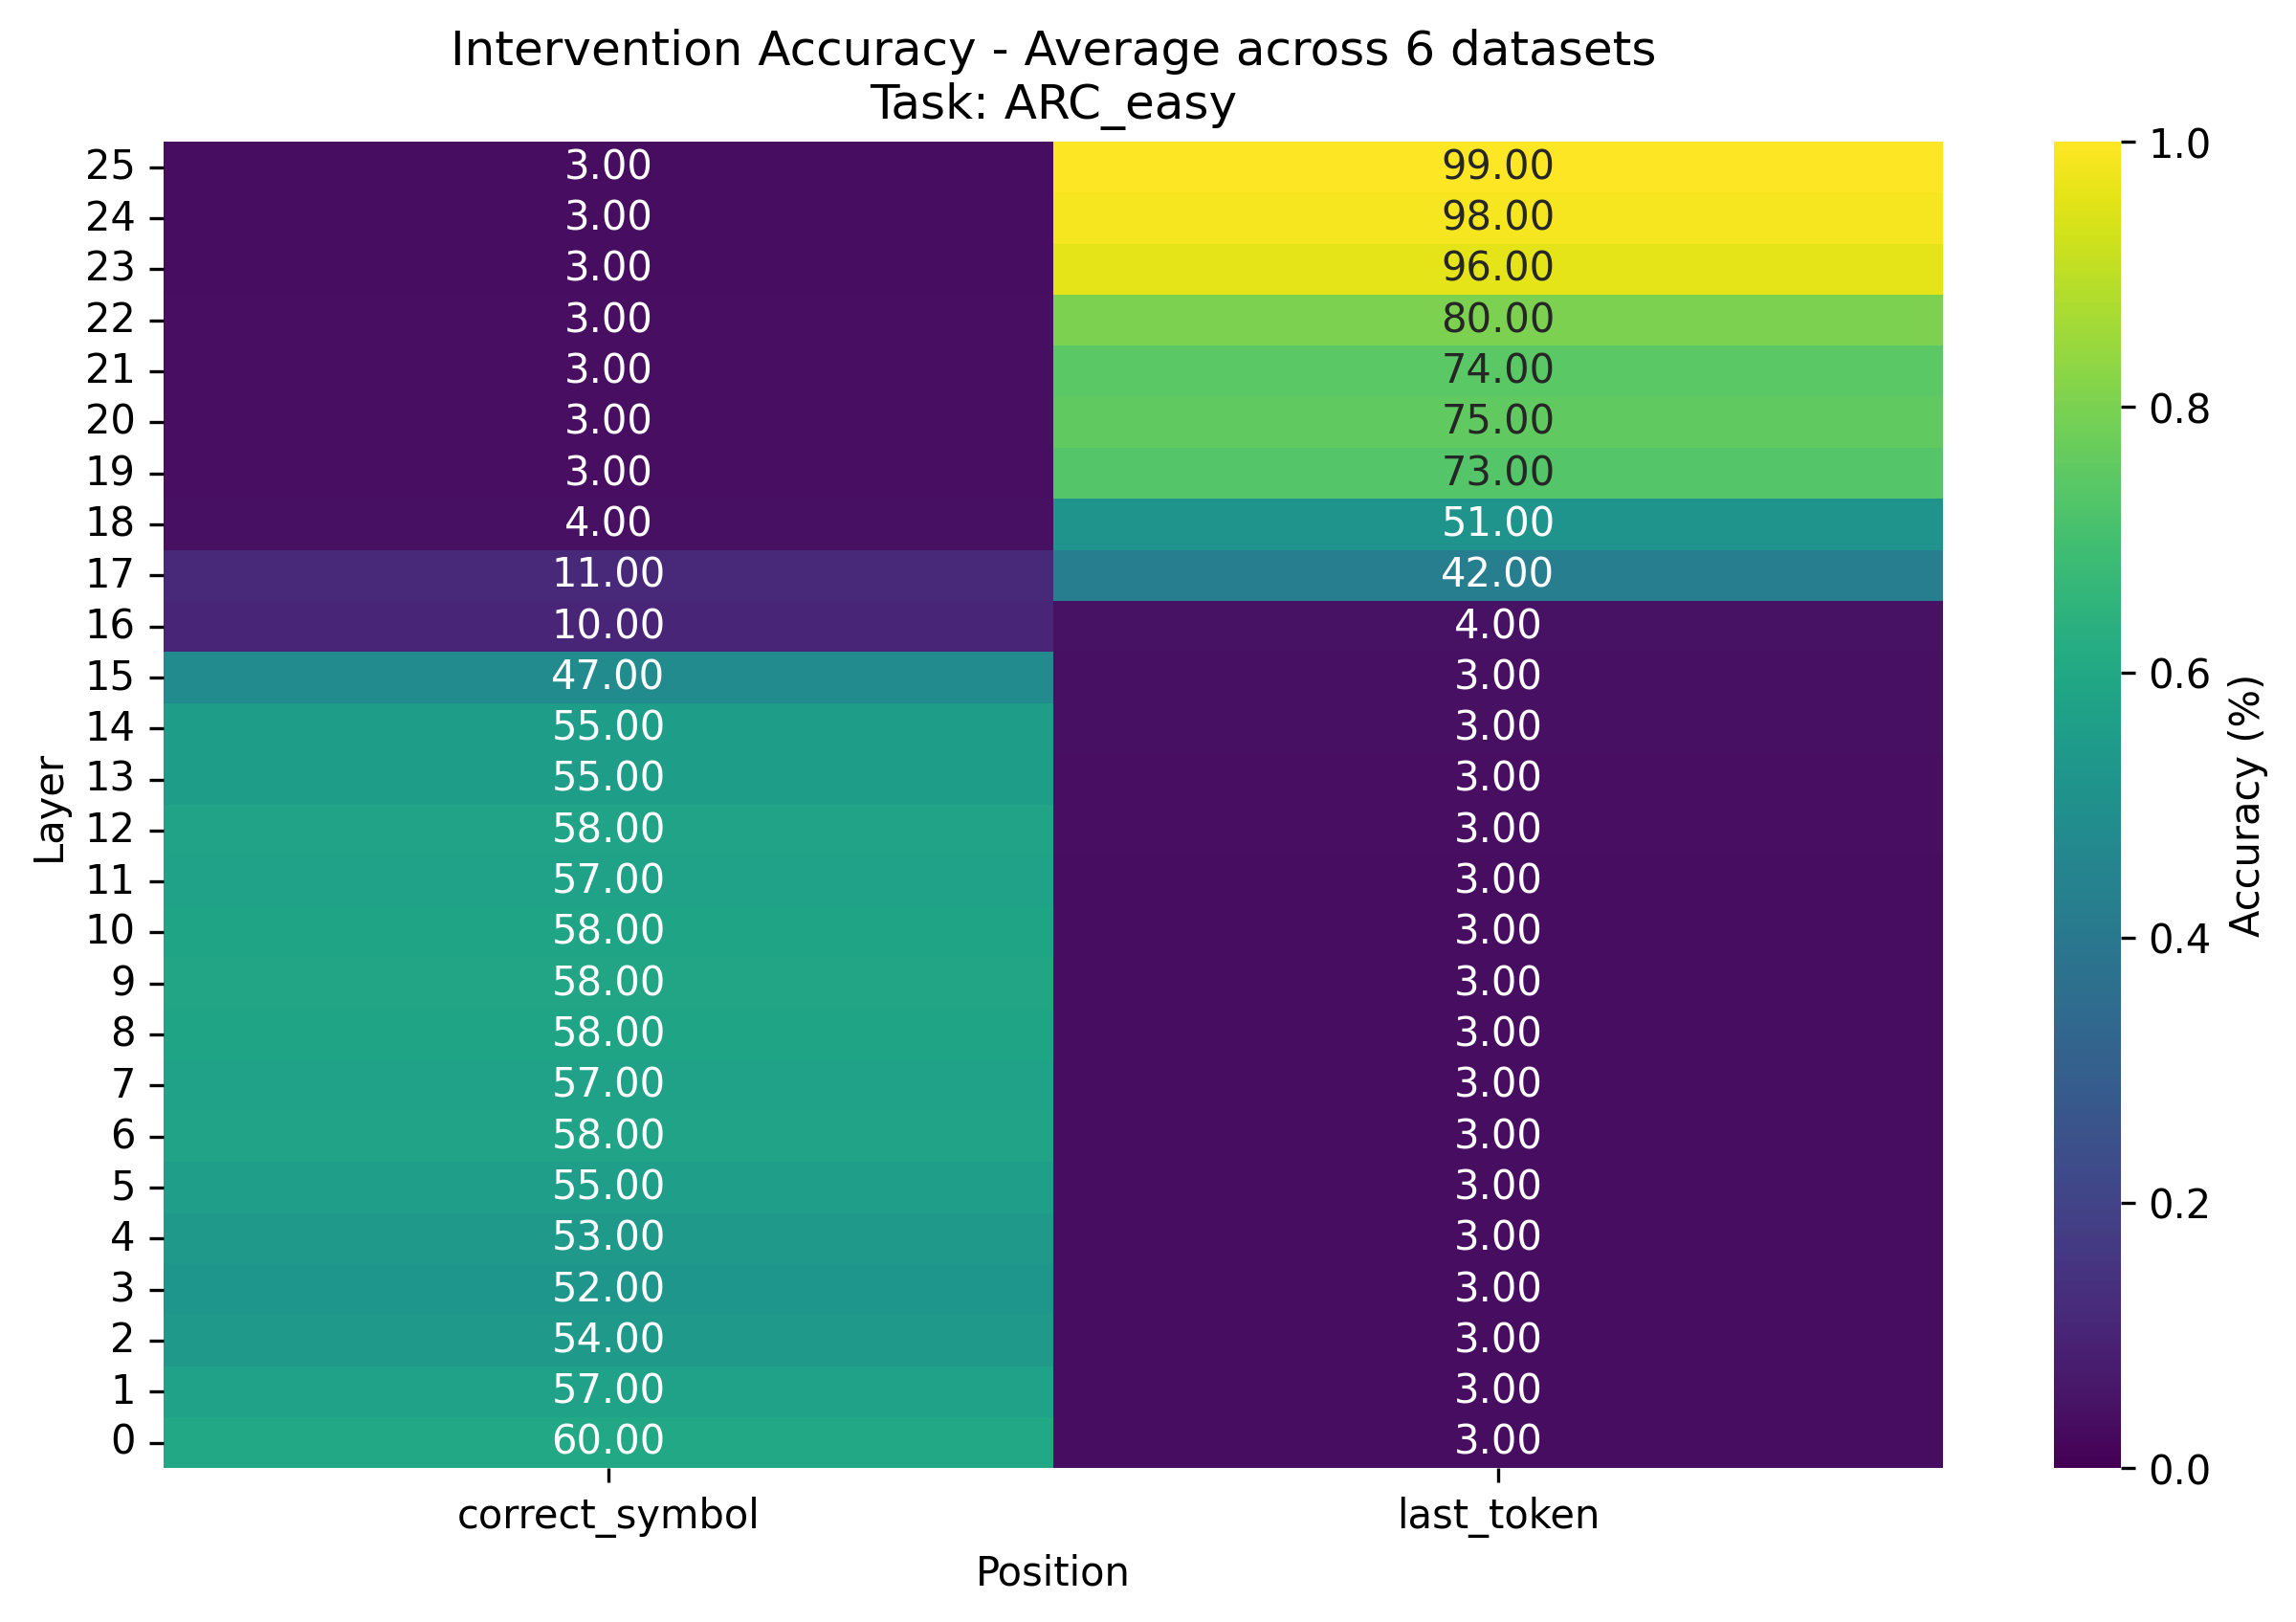 Intervention Accuracy - Average across 6 datasets
Task: ARC_easy
25 3.00 99.00 1.0
24 3.00 98.00
23 3.00 96.00
22 3.00 80.00
21 3.00 74.00
20 3.00 75.00 0.8
19 3.00 73.00
18 4.00 51.00
17 11.00 42.00
16 10.00 4.00
15 47.00 3.00 0.6
14 55.00 3.00
13 55.00 3.00
12 58.00 3.00
11 57.00 3.00
10 58.00 3.00 0.4
9 58.00 3.00
8 58.00 3.00
7 57.00 3.00
6 58.00 3.00
5 55.00 3.00 0.2
4 53.00 3.00
3 52.00 3.00
2 54.00 3.00
1 57.00 3.00
0 60.00 3.00 0.0
Layer
Accuracy (%)
correct_symbol last_token
Position